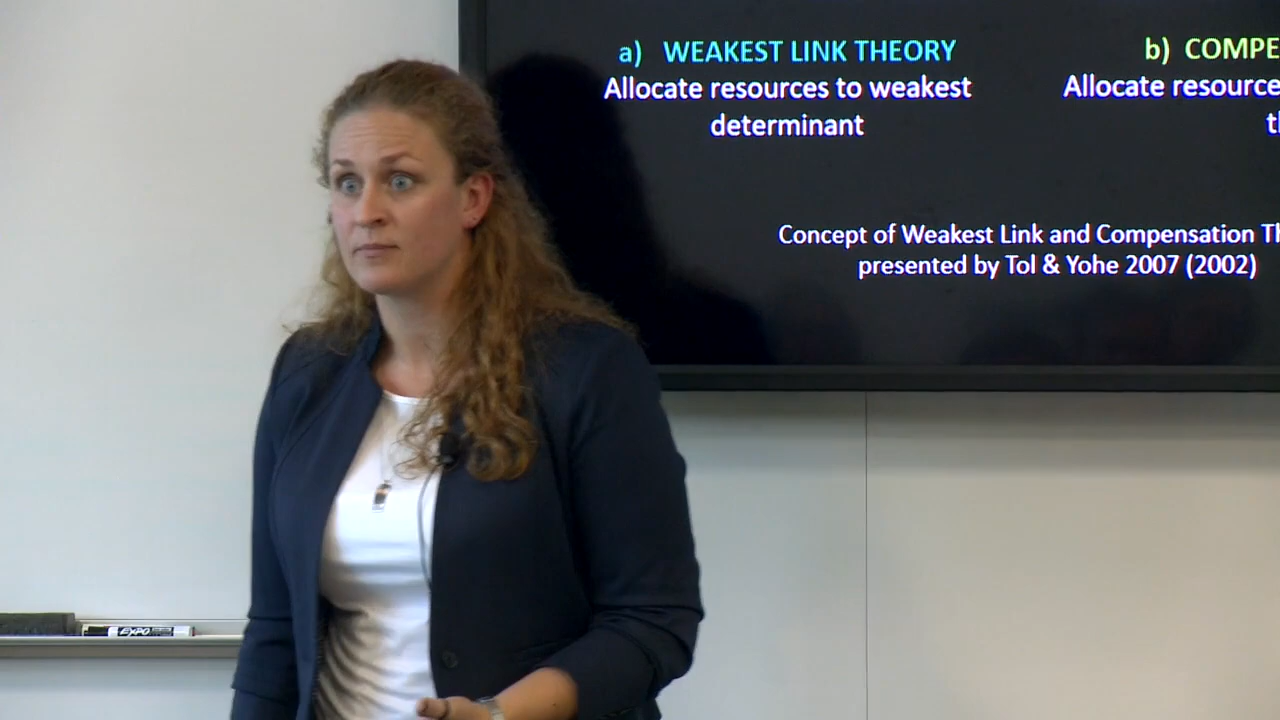 a) WEAKEST LINK THEORY
Allocate resources to weakest
determinant
b) COMPE
Allocate resource
Concept of Weakest Link and Compensation
presented by Tol & Yohe 2007 (2002)
EXPO